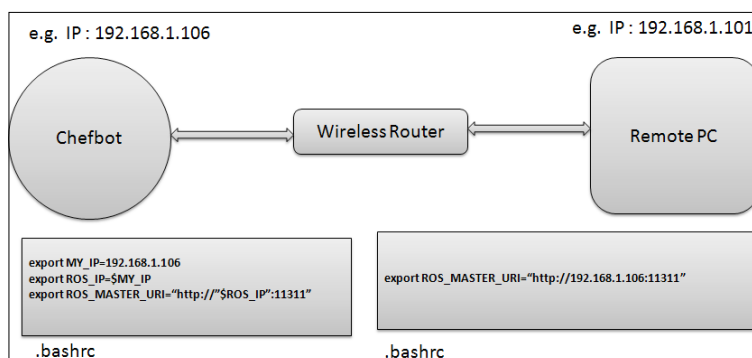 e.g. IP : 192.168.1.106
e.g. IP : 192.168.1.101
Chefbot
Wireless Router
Remote PC
export MY_IP=192.168.1.106
export ROS_IP=$MY_IP
export ROS_MASTER_URI=“http://”$ROS_IP”:11311”
.bashrc
export ROS_MASTER_URI=“http://192.168.1.106:11311”
.bashrc